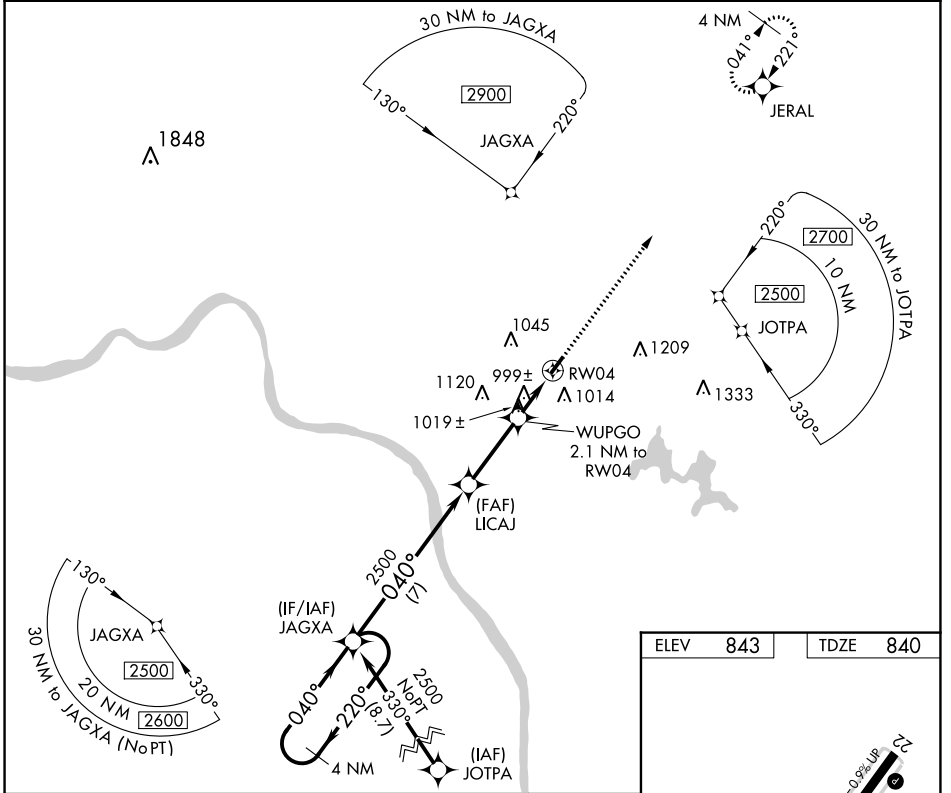 30 NM to JAGXA
130°
2900
220°
JAGXA
4 NM
041°
221°
JERAL
1848
220°
2700
30 NM to JOTPA
10 NM
2500
JOTPA
330°
1045
1209
1120
999±
RW04
1014
1333
1019±
WUPGO
2.1 NM to
RW04
(FAF)
LICAJ
2500
040°
(7)
(IF/IAF)
JAGXA
130°
JAGXA
2500
330°
20 NM
2600
30 NM to JAGXA (NoPT)
040°
220°
4 NM
2500
NoPT
330°
(8.7)
(IAF)
JOTPA
ELEV 843
TDZE 840
22
0.9% UP
P